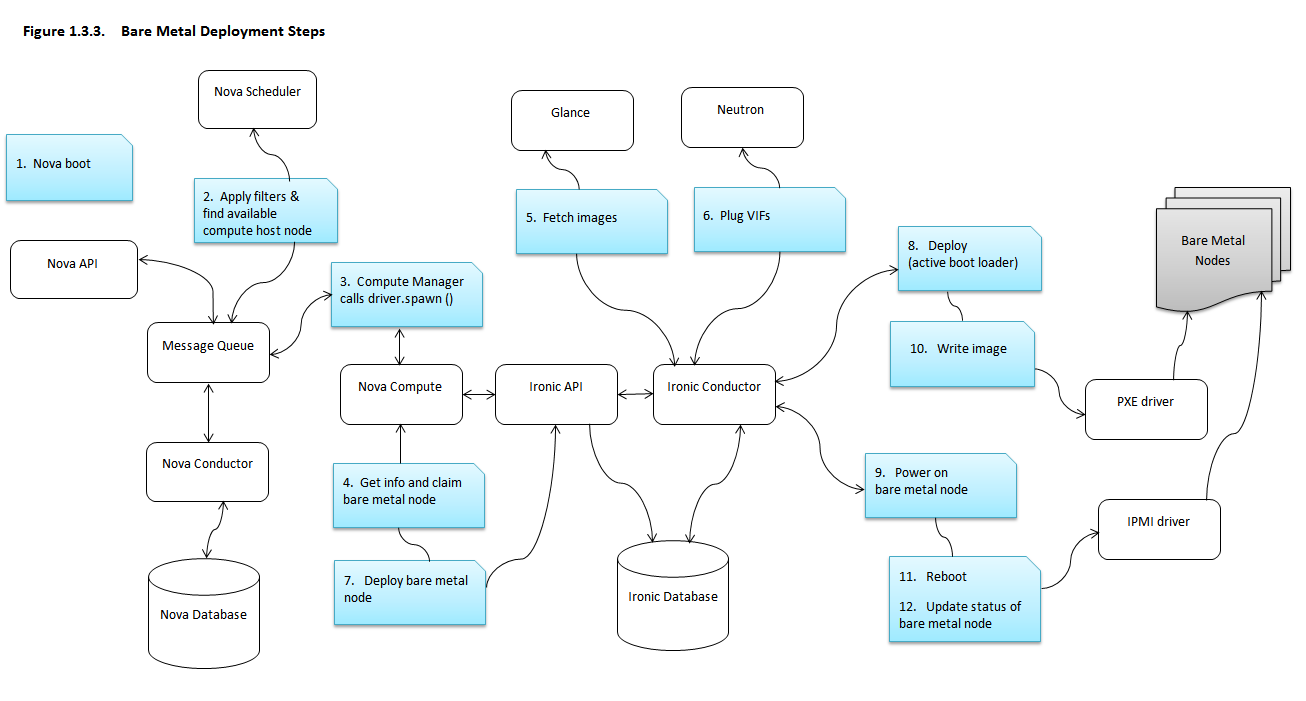 Figure 1.3.3. Bare Metal Deployment Steps
Nova Scheduler
Glance
Neutron
1. Nova boot
2. Apply filters &
find available
compute host node
5. Fetch images
6. Plug VIFs
Bare Metal
Nodes
Nova API
3. Compute Manager
calls driver.spawn ()
8. Deploy
(active boot loader)
Message Queue
10. Write image
Nova Compute
Ironic API
Ironic Conductor
PXE driver
Nova Conductor
4. Get info and claim
bare metal node
9. Power on
bare metal node
IPMI driver
7. Deploy bare metal
node
11. Reboot
12. Update status of
bare metal node
Nova Database
Ironic Database